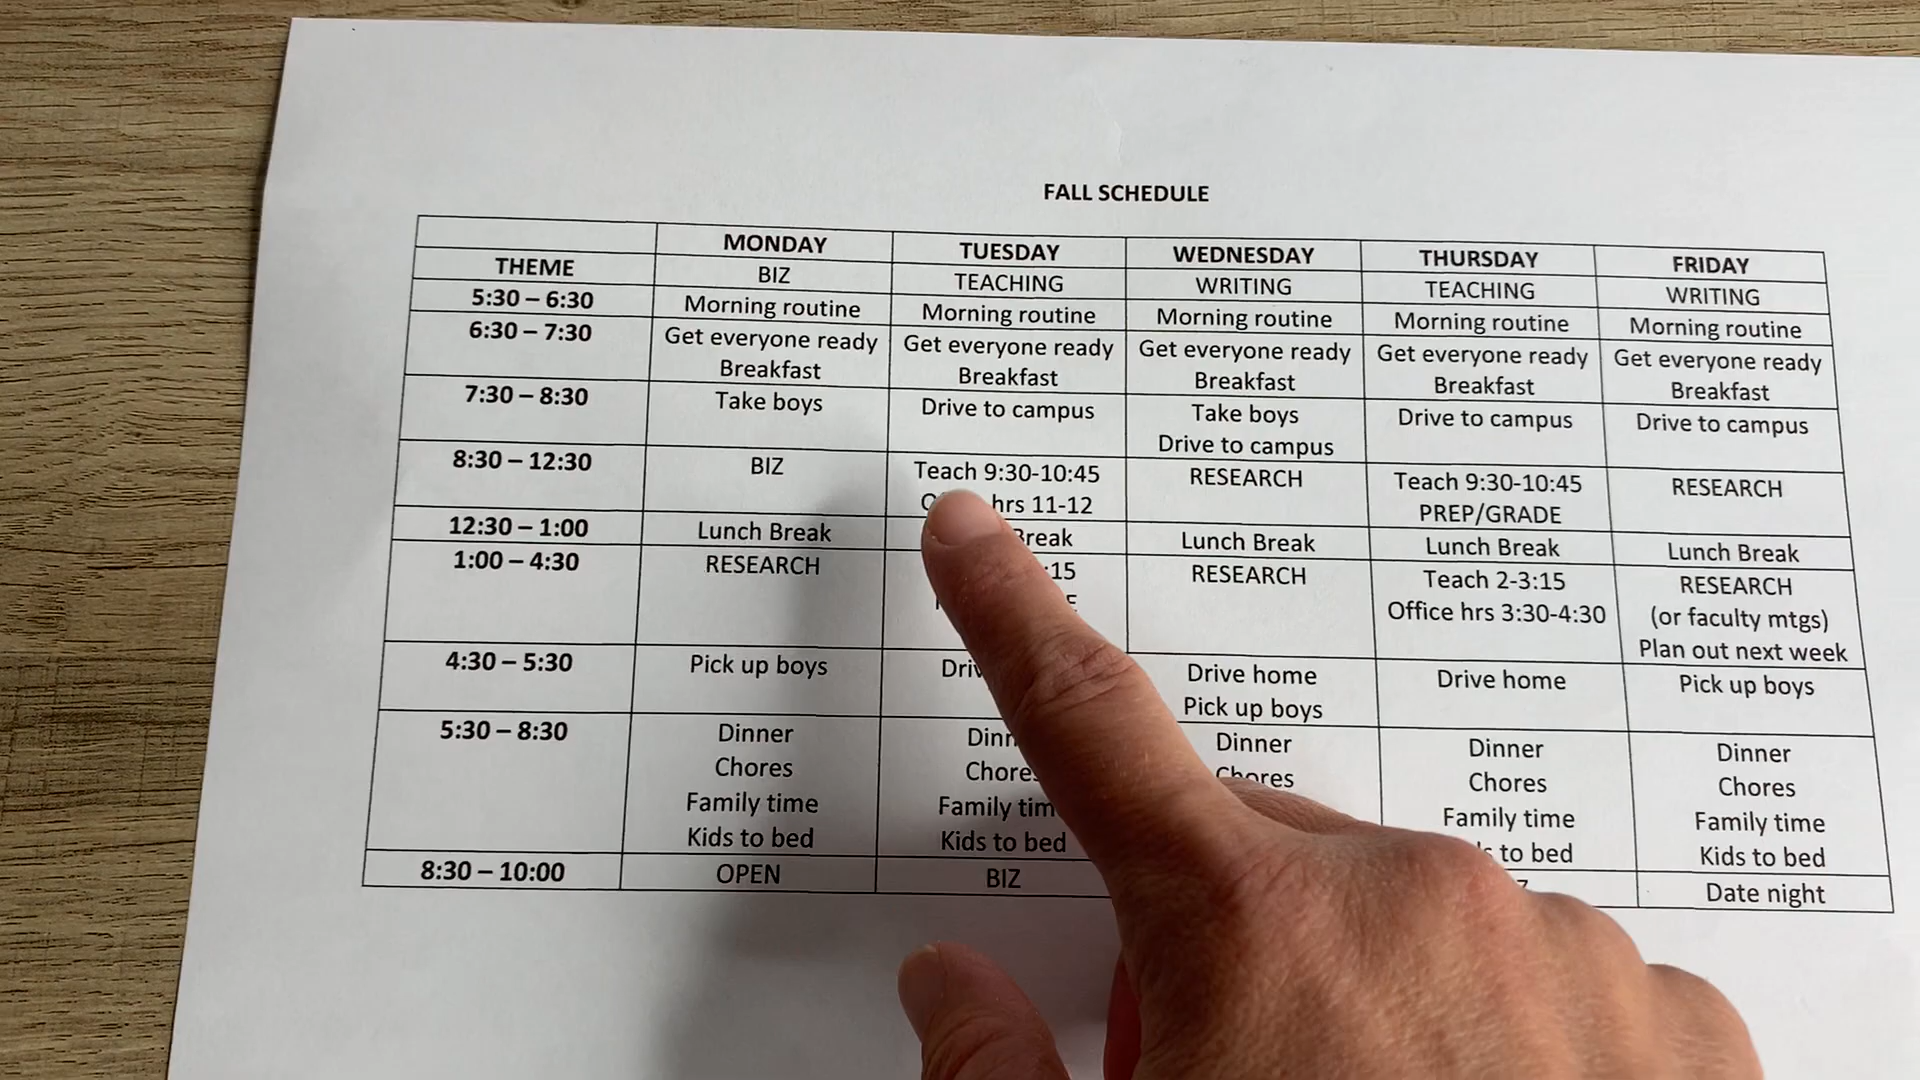 FALL SCHEDULE
MONDAY TUESDAY WEDNESDAY THURSDAY FRIDAY
THEME BIZ TEACHING WRITING TEACHING WRITING
5:30 – 6:30 Morning routine Morning routine Morning routine Morning routine Morning routine
6:30 – 7:30 Get everyone ready Get everyone ready Get everyone ready Get everyone ready Get everyone ready
Breakfast Breakfast Breakfast Breakfast Breakfast
7:30 – 8:30 Take boys Drive to campus Take boys Drive to campus Drive to campus
Drive to campus
8:30 – 12:30 BIZ Teach 9:30-10:45 RESEARCH Teach 9:30-10:45 RESEARCH
hrs 11-12 PREP/GRADE
12:30 – 1:00 Lunch Break Break Lunch Break Lunch Break Lunch Break
1:00 – 4:30 RESEARCH :15 RESEARCH Teach 2-3:15 RESEARCH
Office hrs 3:30-4:30 (or faculty mtgs)
Plan out next week
4:30 – 5:30 Pick up boys Drive home Drive home Pick up boys
Pick up boys
5:30 – 8:30 Dinner Dinner Dinner Dinner
Chores Chores Chores Chores Chores
Family time Family time Family time Family time
Kids to bed Kids to bed to bed Kids to bed
8:30 – 10:00 OPEN BIZ Date night